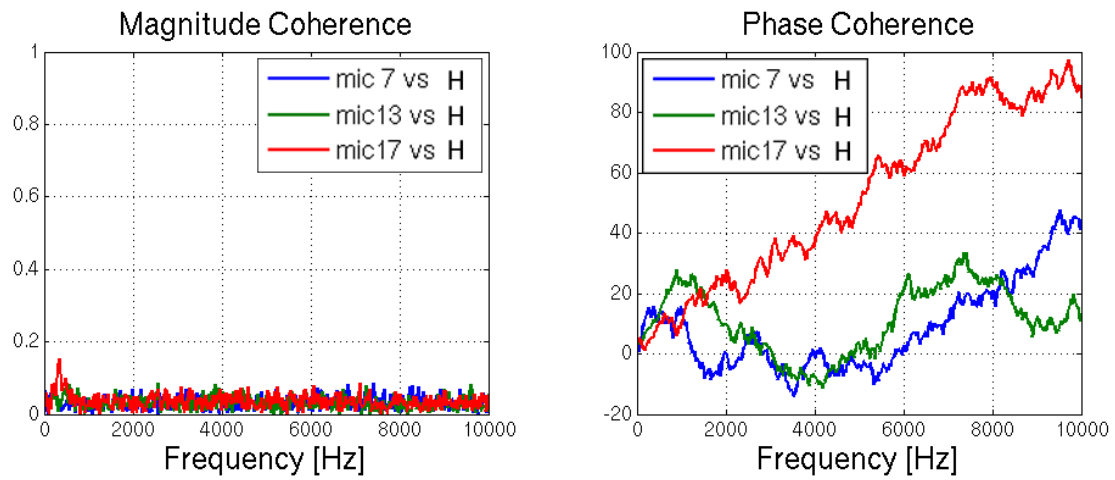 Magnitude Coherence
1
0.8
0.6
0.4
0.2
0
mic 7 vs H
mic13 vs H
mic17 vs H
0 2000 4000 6000 8000 10000
Frequency [Hz]
Phase Coherence
100
80
60
40
20
0
-20
mic 7 vs H
mic13 vs H
mic17 vs H
0 2000 4000 6000 8000 10000
Frequency [Hz]